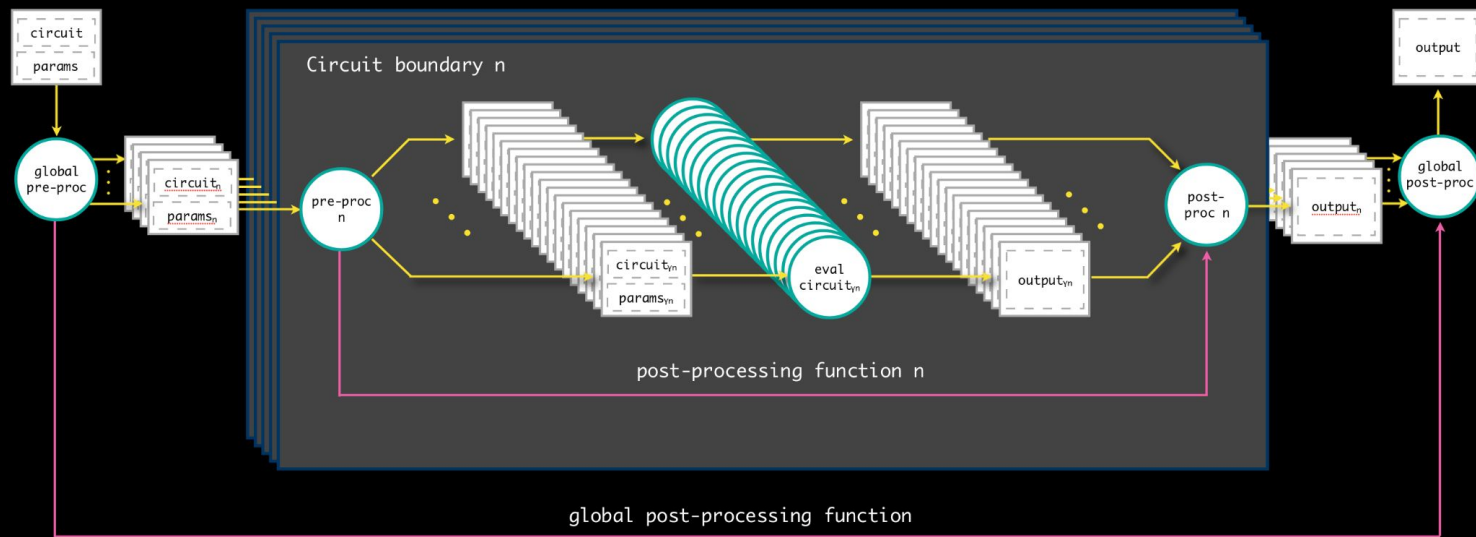 circuit
params
global
pre-proc
circuitₙ
paramsₙ
Circuit boundary n
pre-proc
n
circuitᵧₙ
paramsᵧₙ
eval
circuitᵧₙ
outputᵧₙ
post-
proc n
post-processing function n
outputₙ
global
post-proc
output
global post-processing function